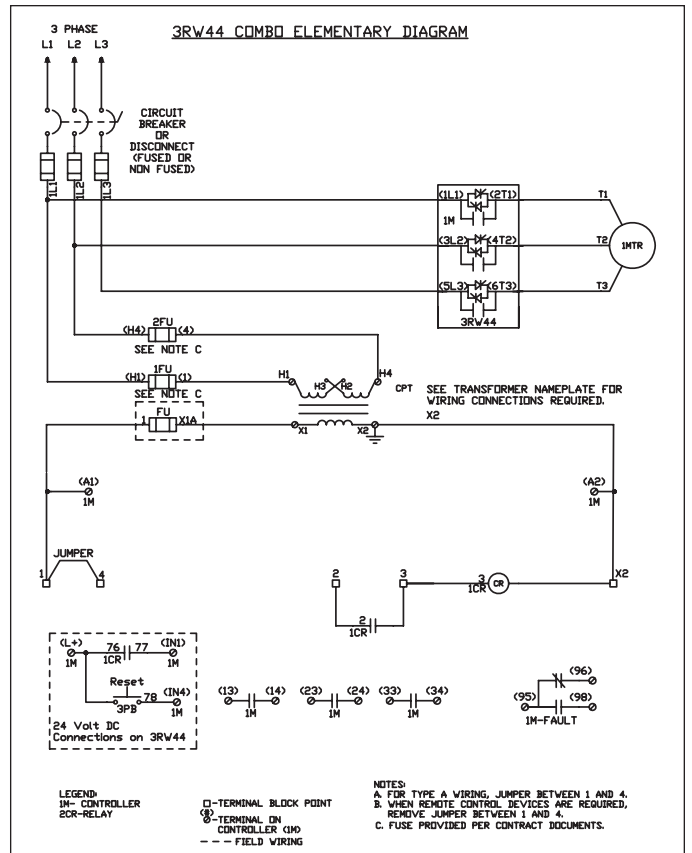 3RW44 COMBO ELEMENTARY DIAGRAM
3 PHASE
L1 L2 L3
CIRCUIT
BREAKER
OR
DISCONNECT
(FUSED OR
NON FUSED)
1L1
1L2
1L3
(1L1) (2T1)
1M
(3L2) (4T2)
(5L3) (6T3)
3RW44
T1
T2
T3
1MTR
2FU
(H4) (4)
SEE NOTE C
1FU
(H1) (1)
SEE NOTE C
H1 H3 H2 H4
CPT
SEE TRANSFORMER NAMEPLATE FOR
WIRING CONNECTIONS REQUIRED.
FU
1 X1A
X1 X2
X2
(A1)
1M
(A2)
1M
JUMPER
1 4
2 3
3
1CR
CR
X2
2
1CR
(L+) 76 77 (IN1)
1M 1CR 1M
Reset
78 (IN4)
3PB 1M
24 Volt DC
Connections on 3RW44
(13) (14)
1M
(23) (24)
1M
(33) (34)
1M
(96)
(95) (98)
1M-FAULT
LEGEND:
1M- CONTROLLER
2CR-RELAY
□-TERMINAL BLOCK POINT
(#)
⊘-TERMINAL ON
CONTROLLER (1M)
---- FIELD WIRING
NOTES:
A. FOR TYPE A WIRING, JUMPER BETWEEN 1 AND 4.
B. WHEN REMOTE CONTROL DEVICES ARE REQUIRED,
REMOVE JUMPER BETWEEN 1 AND 4.
C. FUSE PROVIDED PER CONTRACT DOCUMENTS.